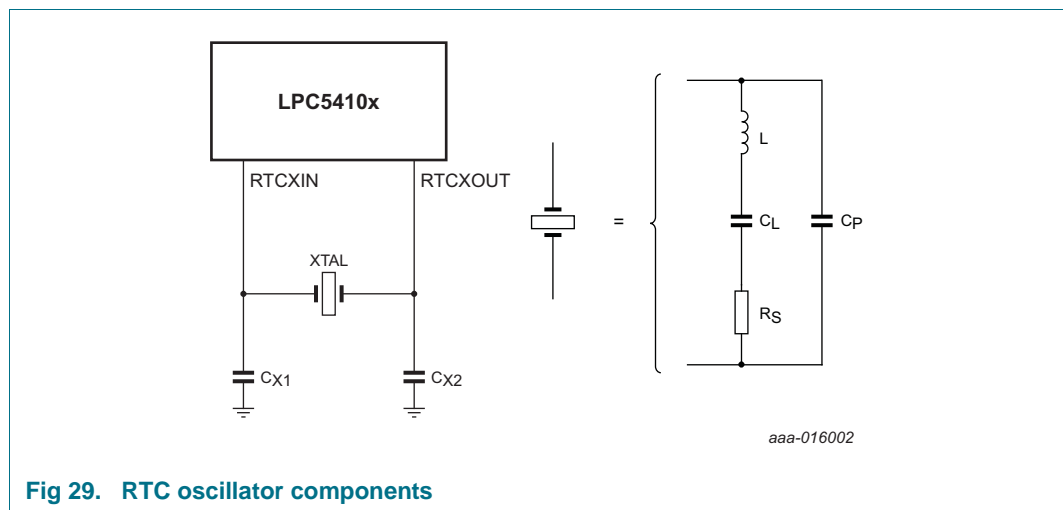 LPC5410x
RTCXIN
RTCXOUT
XTAL
CX1
CX2
=
L
CL
CP
RS
aaa-016002
Fig 29. RTC oscillator components